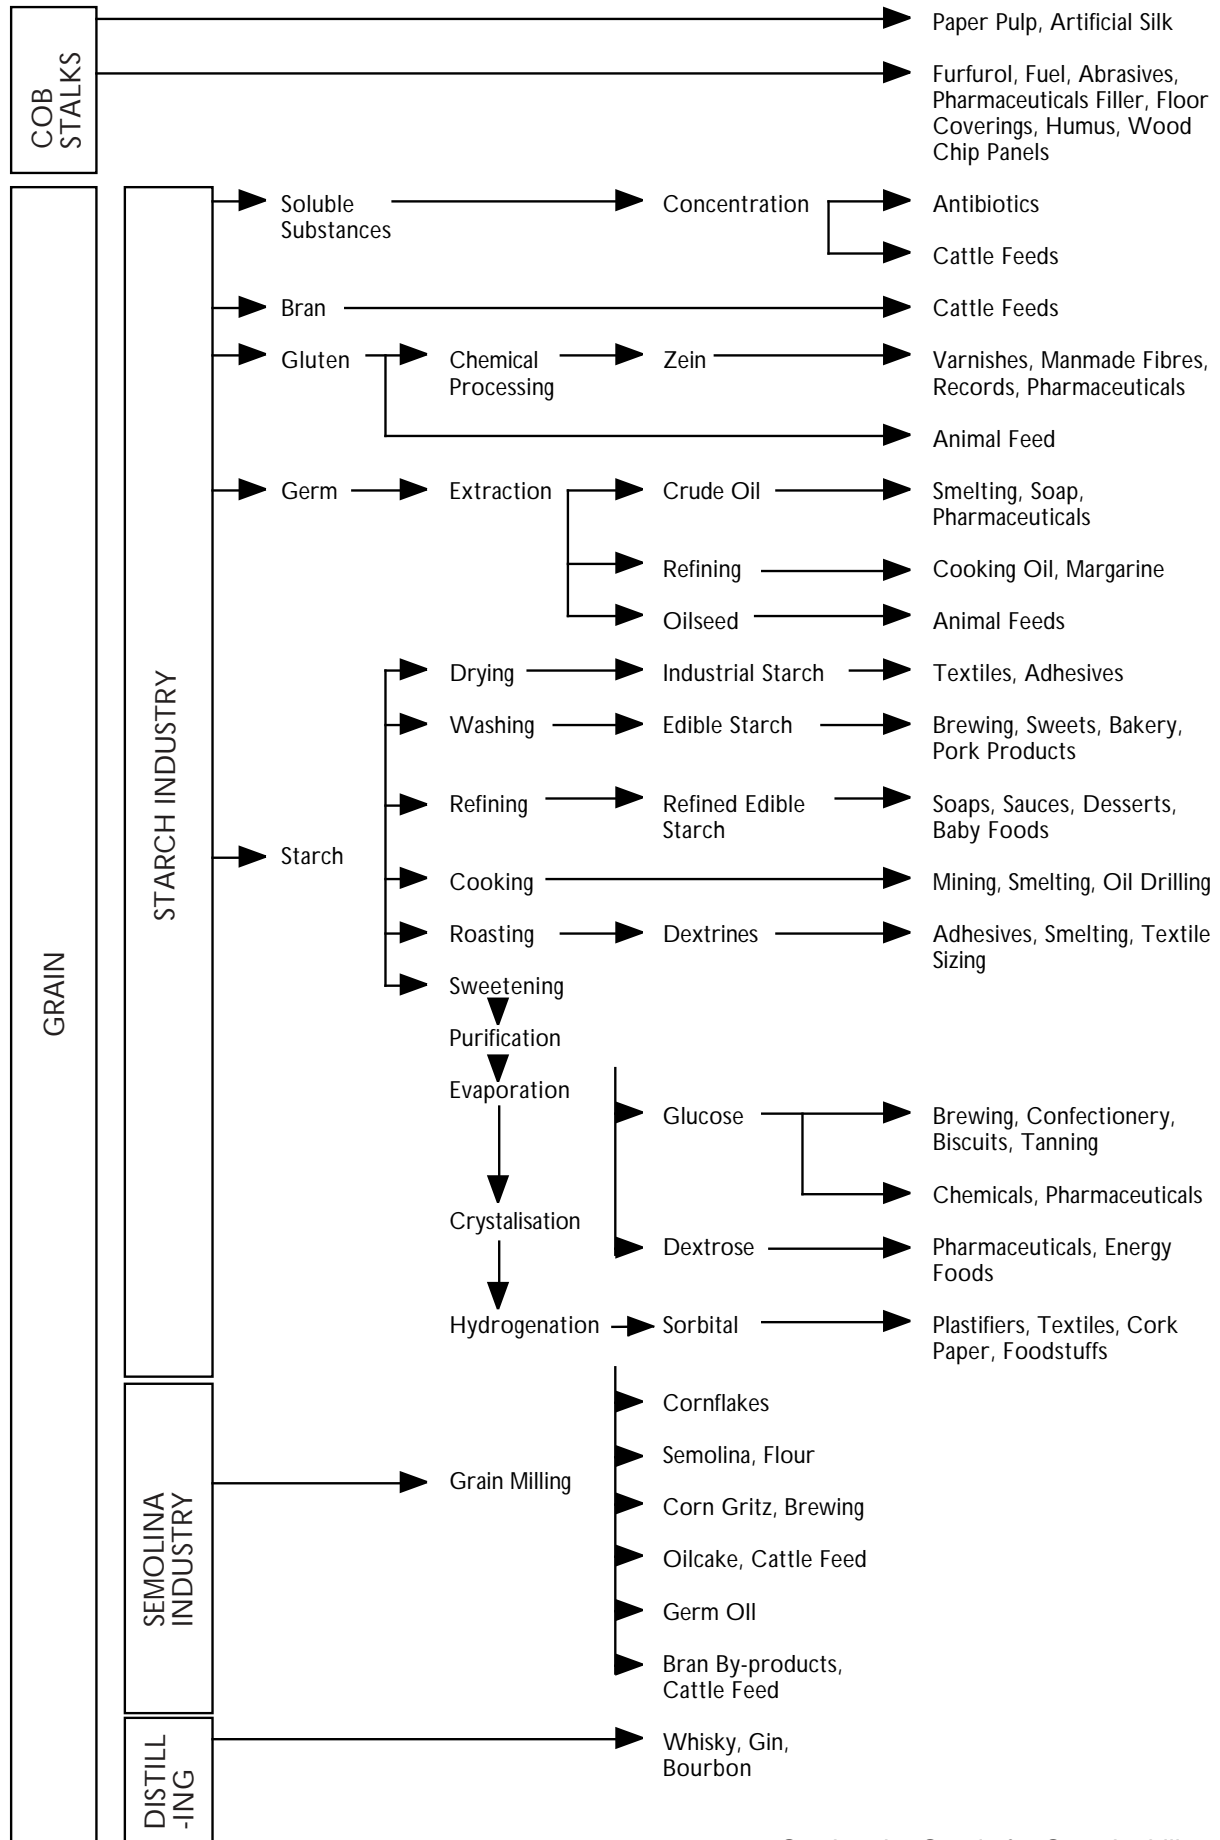 COB
STALKS
Paper Pulp, Artificial Silk
Furfurol, Fuel, Abrasives,
Pharmaceuticals Filler, Floor
Coverings, Humus, Wood
Chip Panels
GRAIN
STARCH INDUSTRY
Soluble
Substances
Concentration
Antibiotics
Cattle Feeds
Bran
Cattle Feeds
Gluten
Chemical
Processing
Zein
Varnishes, Manmade Fibres,
Records, Pharmaceuticals
Animal Feed
Germ
Extraction
Crude Oil
Smelting, Soap,
Pharmaceuticals
Refining
Cooking Oil, Margarine
Oilseed
Animal Feeds
Starch
Drying
Industrial Starch
Textiles, Adhesives
Washing
Edible Starch
Brewing, Sweets, Bakery,
Pork Products
Refining
Refined Edible
Starch
Soaps, Sauces, Desserts,
Baby Foods
Cooking
Mining, Smelting, Oil Drilling
Roasting
Dextrines
Adhesives, Smelting, Textile
Sizing
Sweetening
Purification
Evaporation
Glucose
Brewing, Confectionery,
Biscuits, Tanning
Chemicals, Pharmaceuticals
Crystalisation
Dextrose
Pharmaceuticals, Energy
Foods
Hydrogenation
Sorbital
Plastifiers, Textiles, Cork
Paper, Foodstuffs
SEMOLINA
INDUSTRY
Grain Milling
Cornflakes
Semolina, Flour
Corn Gritz, Brewing
Oilcake, Cattle Feed
Germ OIl
Bran By-products,
Cattle Feed
DISTILL
-ING
Whisky, Gin,
Bourbon